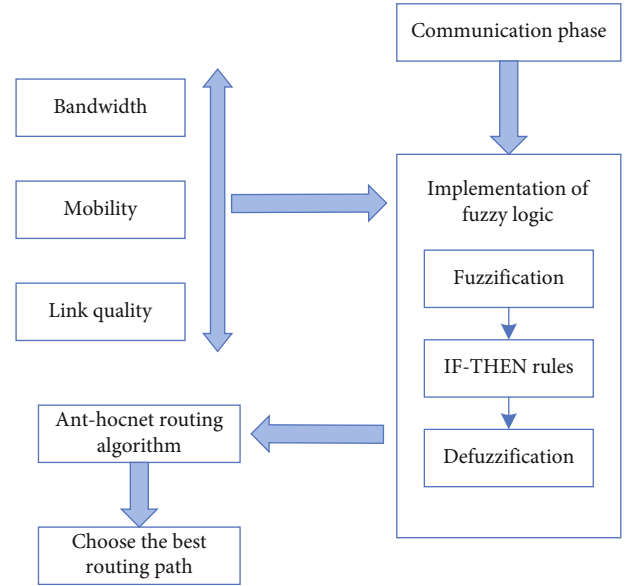 Communication phase
Bandwidth
Mobility
Link quality
Implementation of
fuzzy logic
Fuzzification
IF-THEN rules
Defuzzification
Ant-hocnet routing
algorithm
Choose the best
routing path